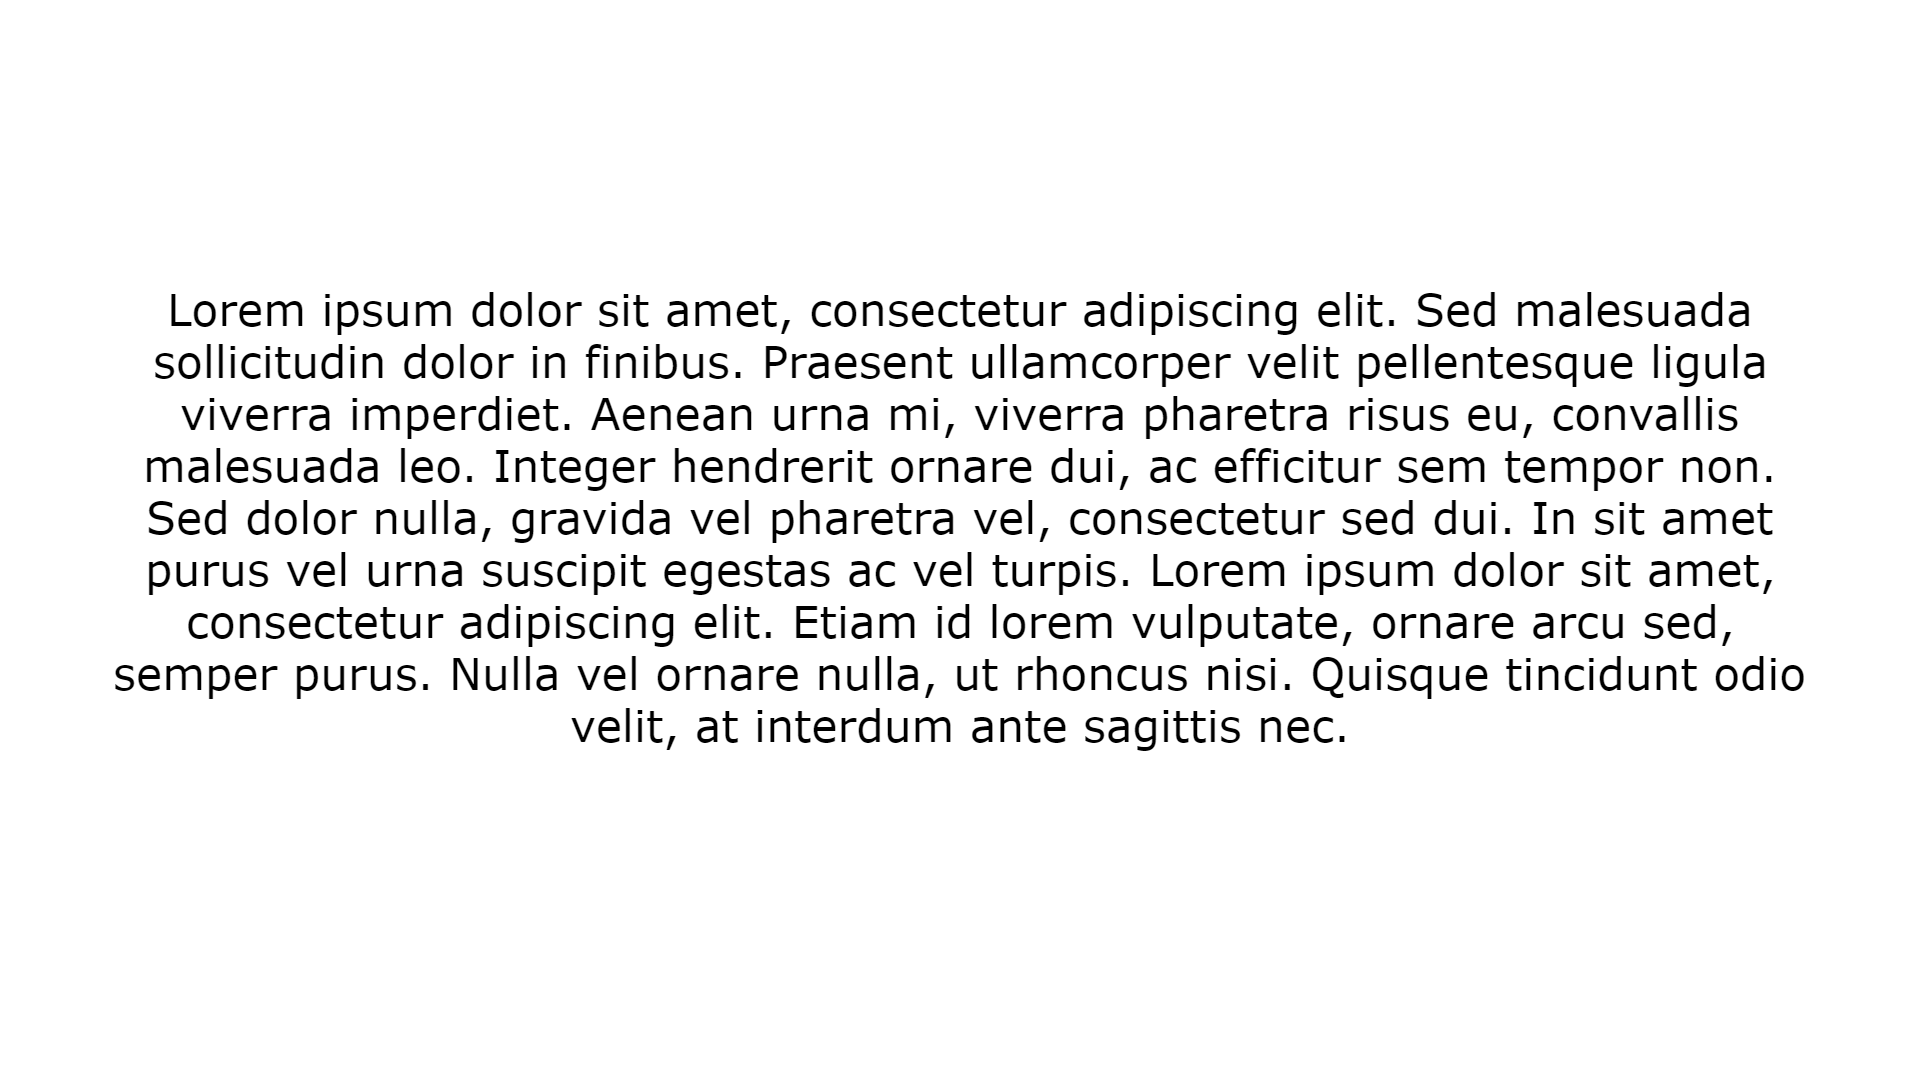 Lorem ipsum dolor sit amet, consectetur adipiscing elit. Sed malesuada
sollicitudin dolor in finibus. Praesent ullamcorper velit pellentesque ligula
viverra imperdiet. Aenean urna mi, viverra pharetra risus eu, convallis
malesuada leo. Integer hendrerit ornare dui, ac efficitur sem tempor non.
Sed dolor nulla, gravida vel pharetra vel, consectetur sed dui. In sit amet
purus vel urna suscipit egestas ac vel turpis. Lorem ipsum dolor sit amet,
consectetur adipiscing elit. Etiam id lorem vulputate, ornare arcu sed,
semper purus. Nulla vel ornare nulla, ut rhoncus nisi. Quisque tincidunt odio
velit, at interdum ante sagittis nec.